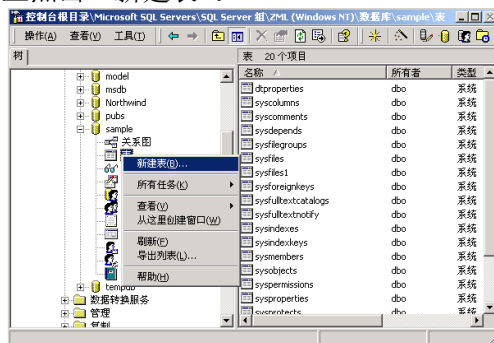 控制台根目录\Microsoft SQL Servers\SQL Server 组\ZML (Windows NT)\数据库\sample\表
操作(A) 查看(V) 工具(T)
树
表 20 个项目
名称 所有者 类型
model
msdb
Northwind
pubs
sample
关系图
新建表(B)...
所有任务(K)
查看(V)
从这里创建窗口(W)
刷新(F)
导出列表(L)...
帮助(H)
tempdb
数据转换服务
管理
复制
dtproperties dbo 系统
syscolumns dbo 系统
syscomments dbo 系统
sysdepends dbo 系统
sysfilegroups dbo 系统
sysfiles dbo 系统
sysfiles1 dbo 系统
sysforeignkeys dbo 系统
sysfulltextcatalogs dbo 系统
sysfulltextnotify dbo 系统
sysindexes dbo 系统
sysindexkeys dbo 系统
sysmembers dbo 系统
sysobjects dbo 系统
syspermissions dbo 系统
sysproperties dbo 系统
sysprotects dbo 系统